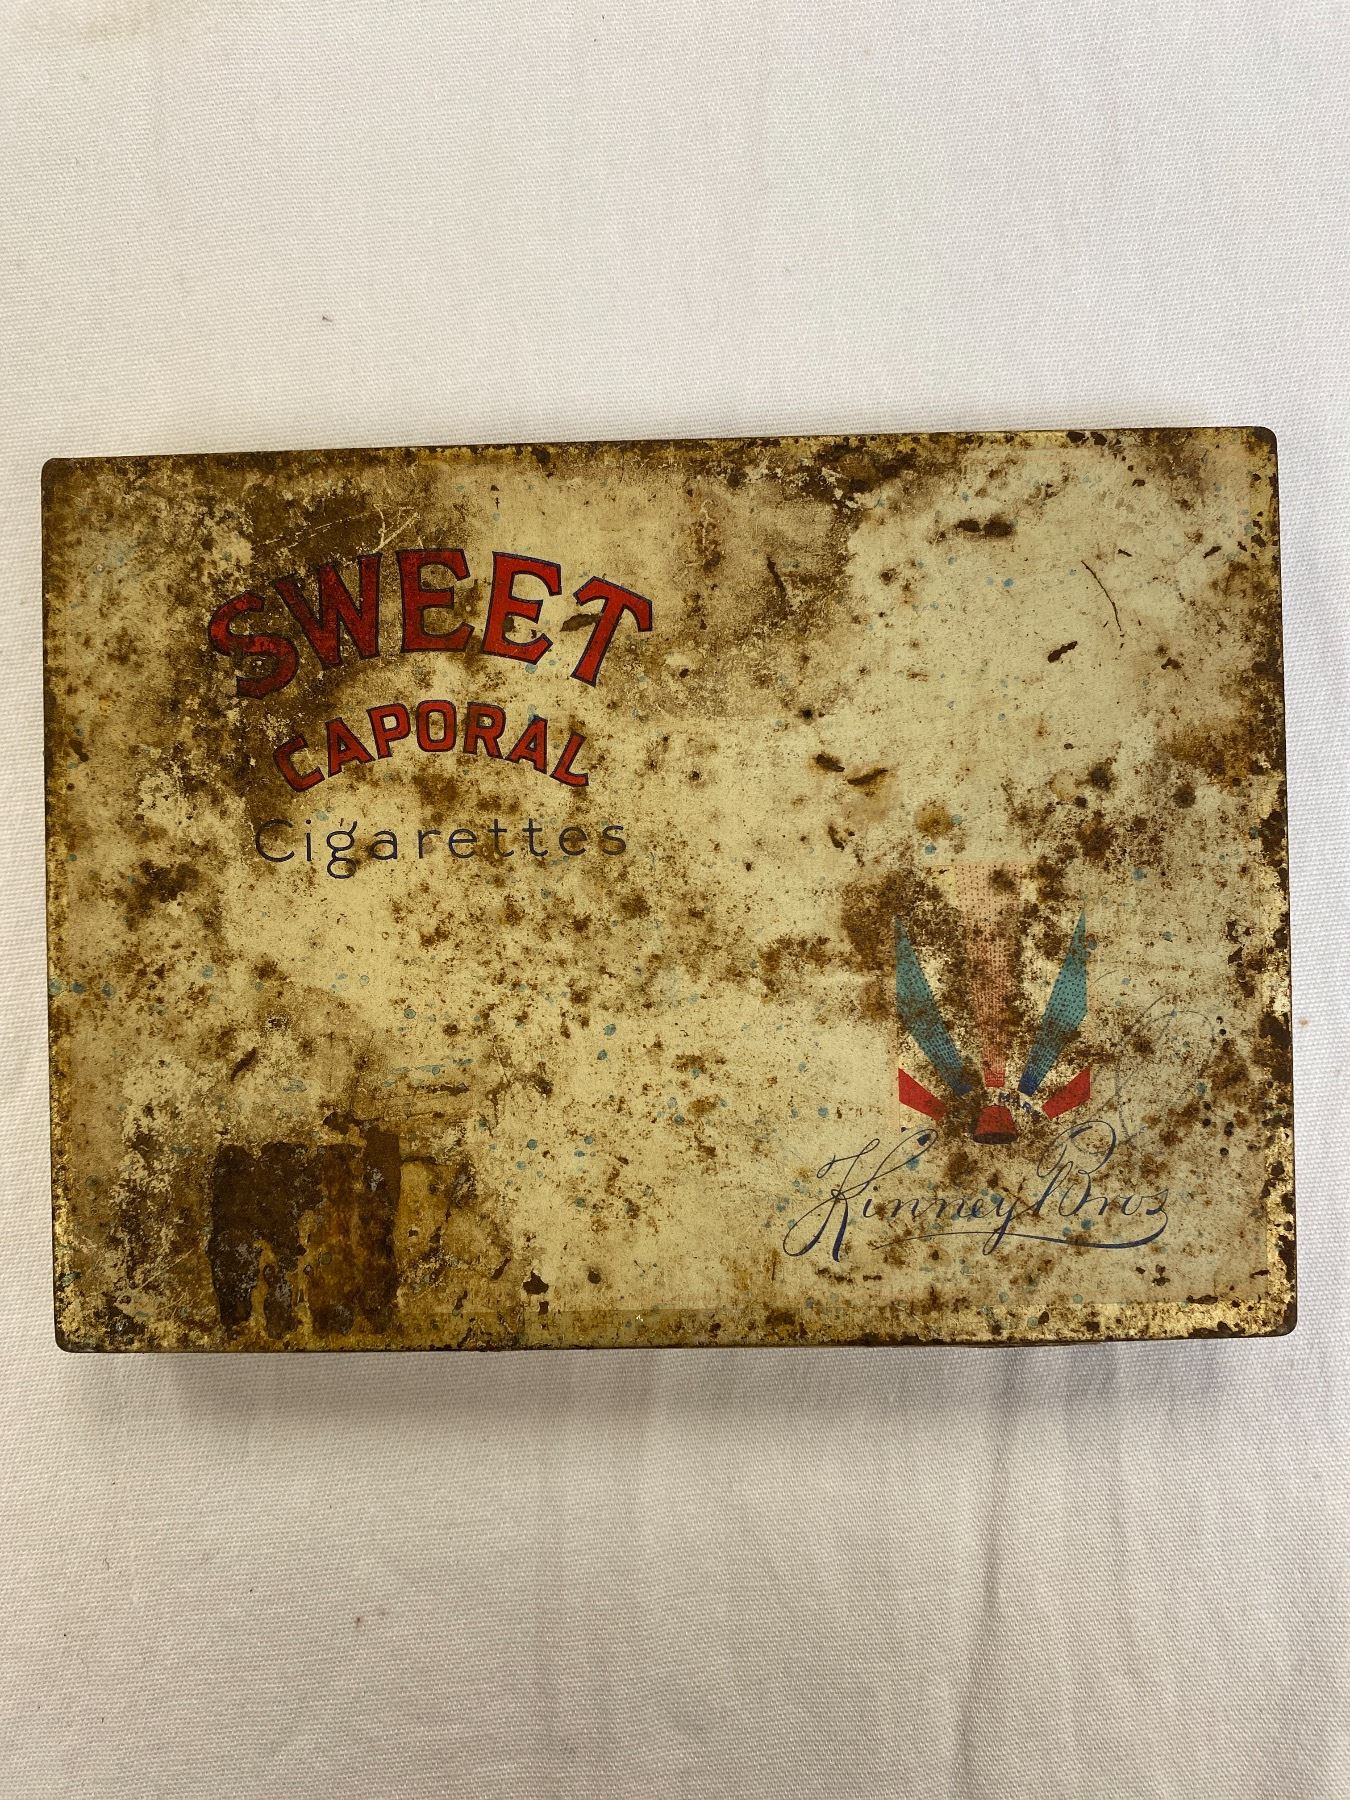 SWEET
CAPORAL
Cigarettes
Kinney Bros